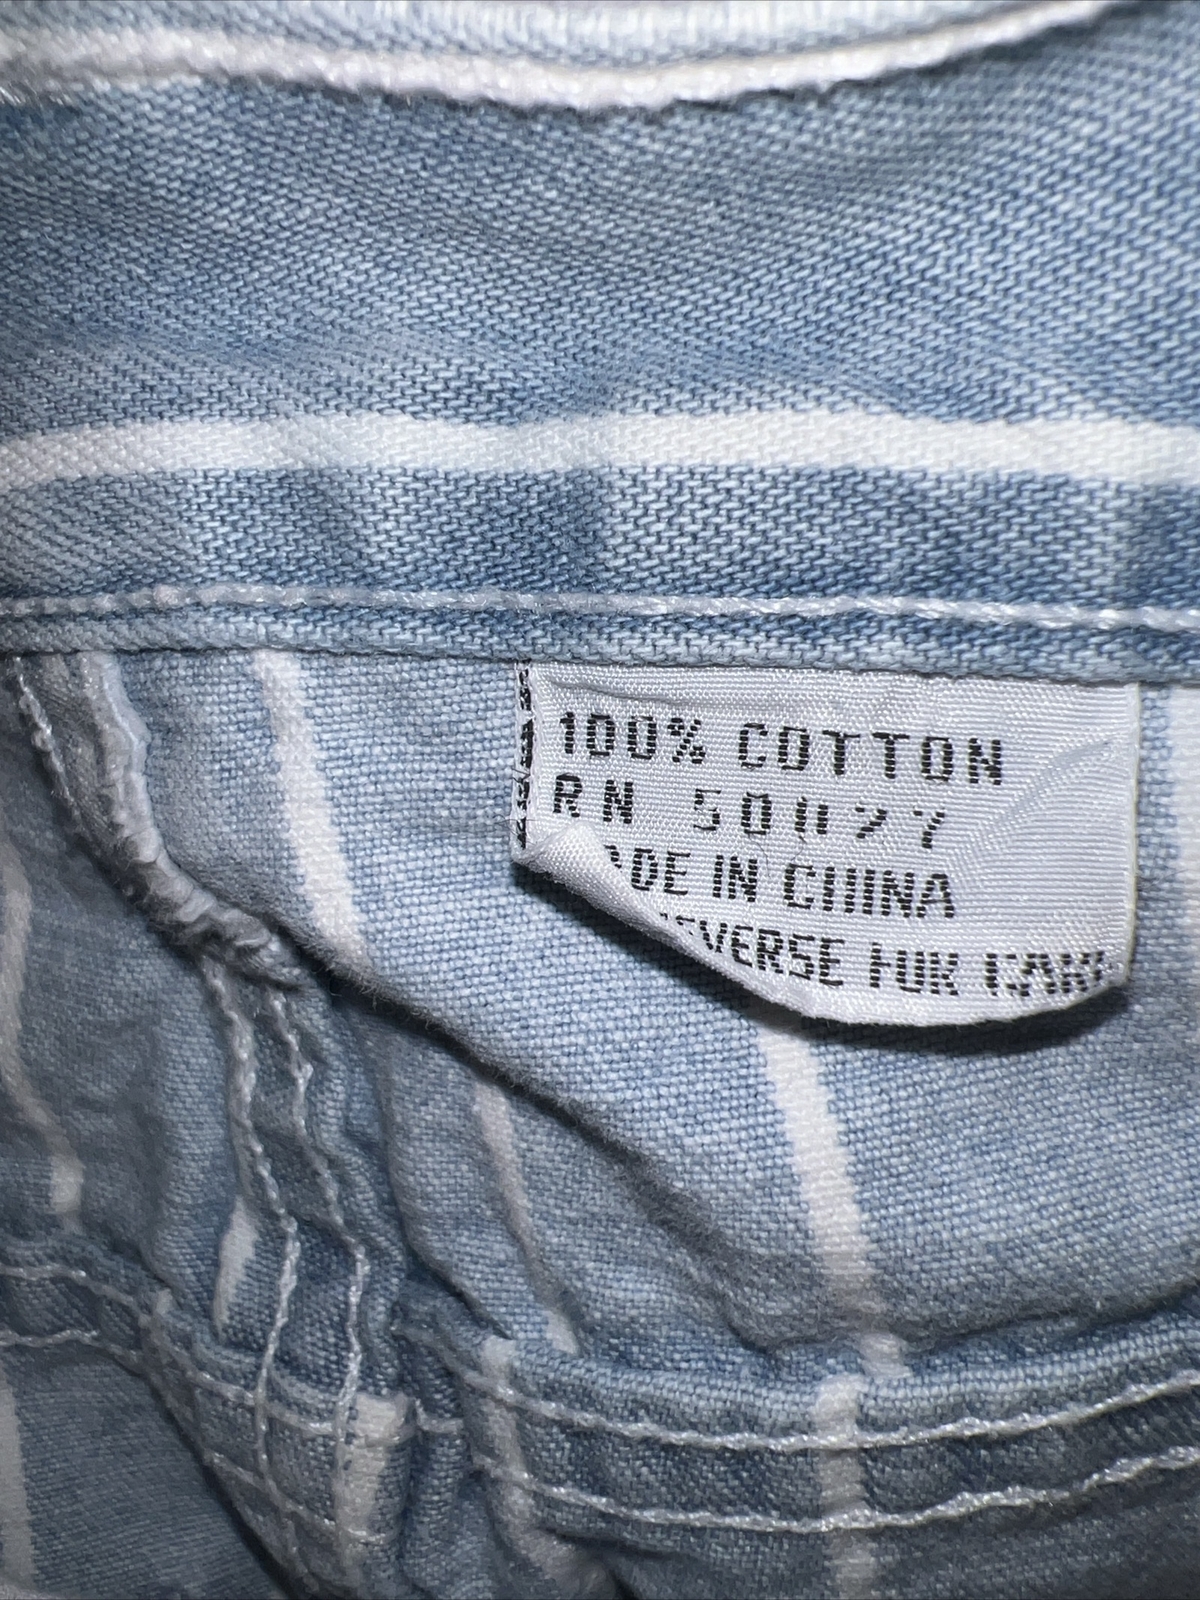 100% COTTON
RN 50027
ADE IN CHINA
EVERSE FOR CARE